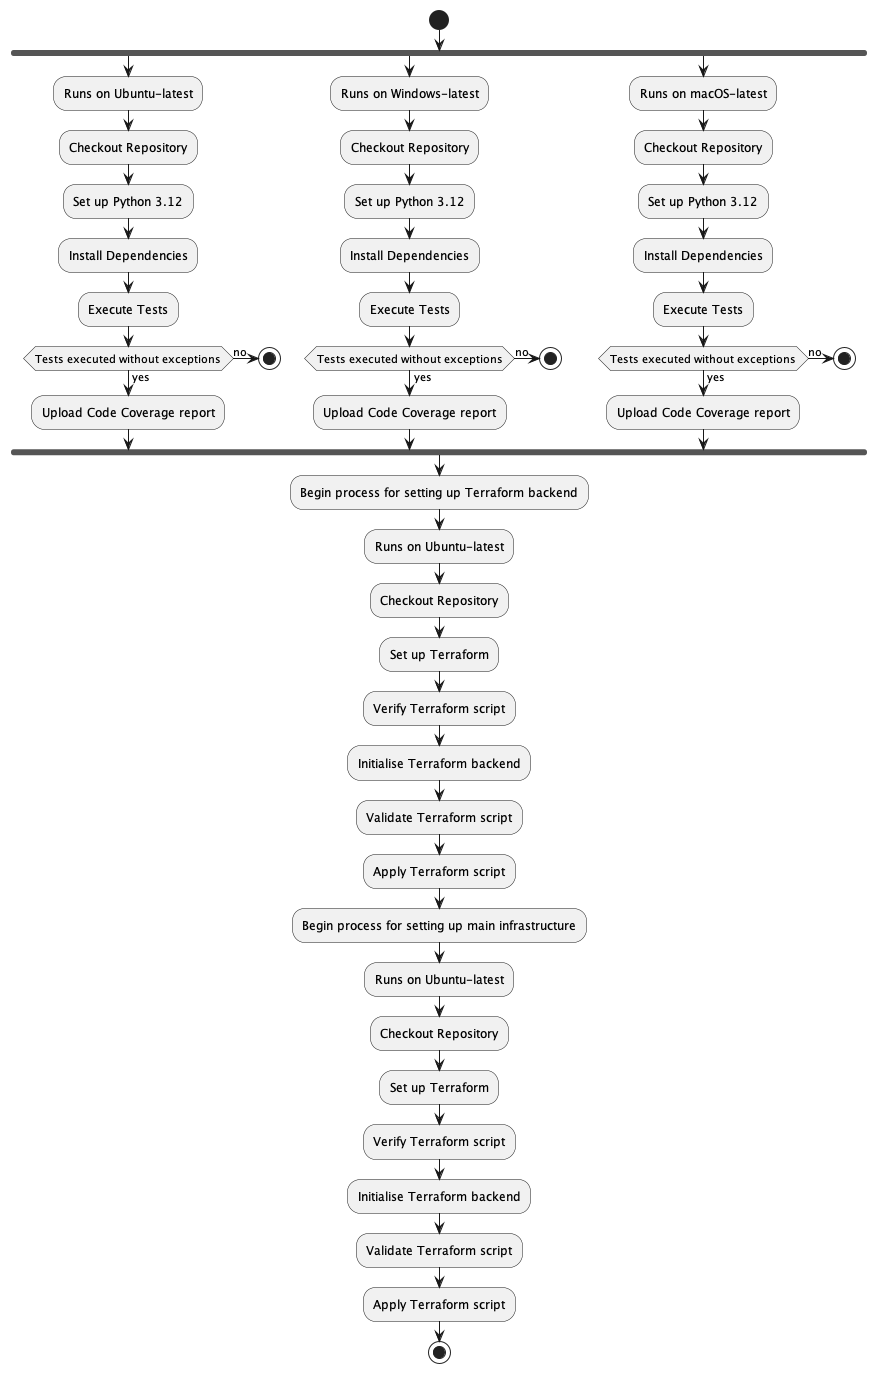 Runs on Ubuntu-latest
Runs on Windows-latest
Runs on macOS-latest
Checkout Repository
Checkout Repository
Checkout Repository
Set up Python 3.12
Set up Python 3.12
Set up Python 3.12
Install Dependencies
Install Dependencies
Install Dependencies
Execute Tests
Execute Tests
Execute Tests
Tests executed without exceptions
no
Tests executed without exceptions
no
Tests executed without exceptions
no
yes
yes
yes
Upload Code Coverage report
Upload Code Coverage report
Upload Code Coverage report
Begin process for setting up Terraform backend
Runs on Ubuntu-latest
Checkout Repository
Set up Terraform
Verify Terraform script
Initialise Terraform backend
Validate Terraform script
Apply Terraform script
Begin process for setting up main infrastructure
Runs on Ubuntu-latest
Checkout Repository
Set up Terraform
Verify Terraform script
Initialise Terraform backend
Validate Terraform script
Apply Terraform script